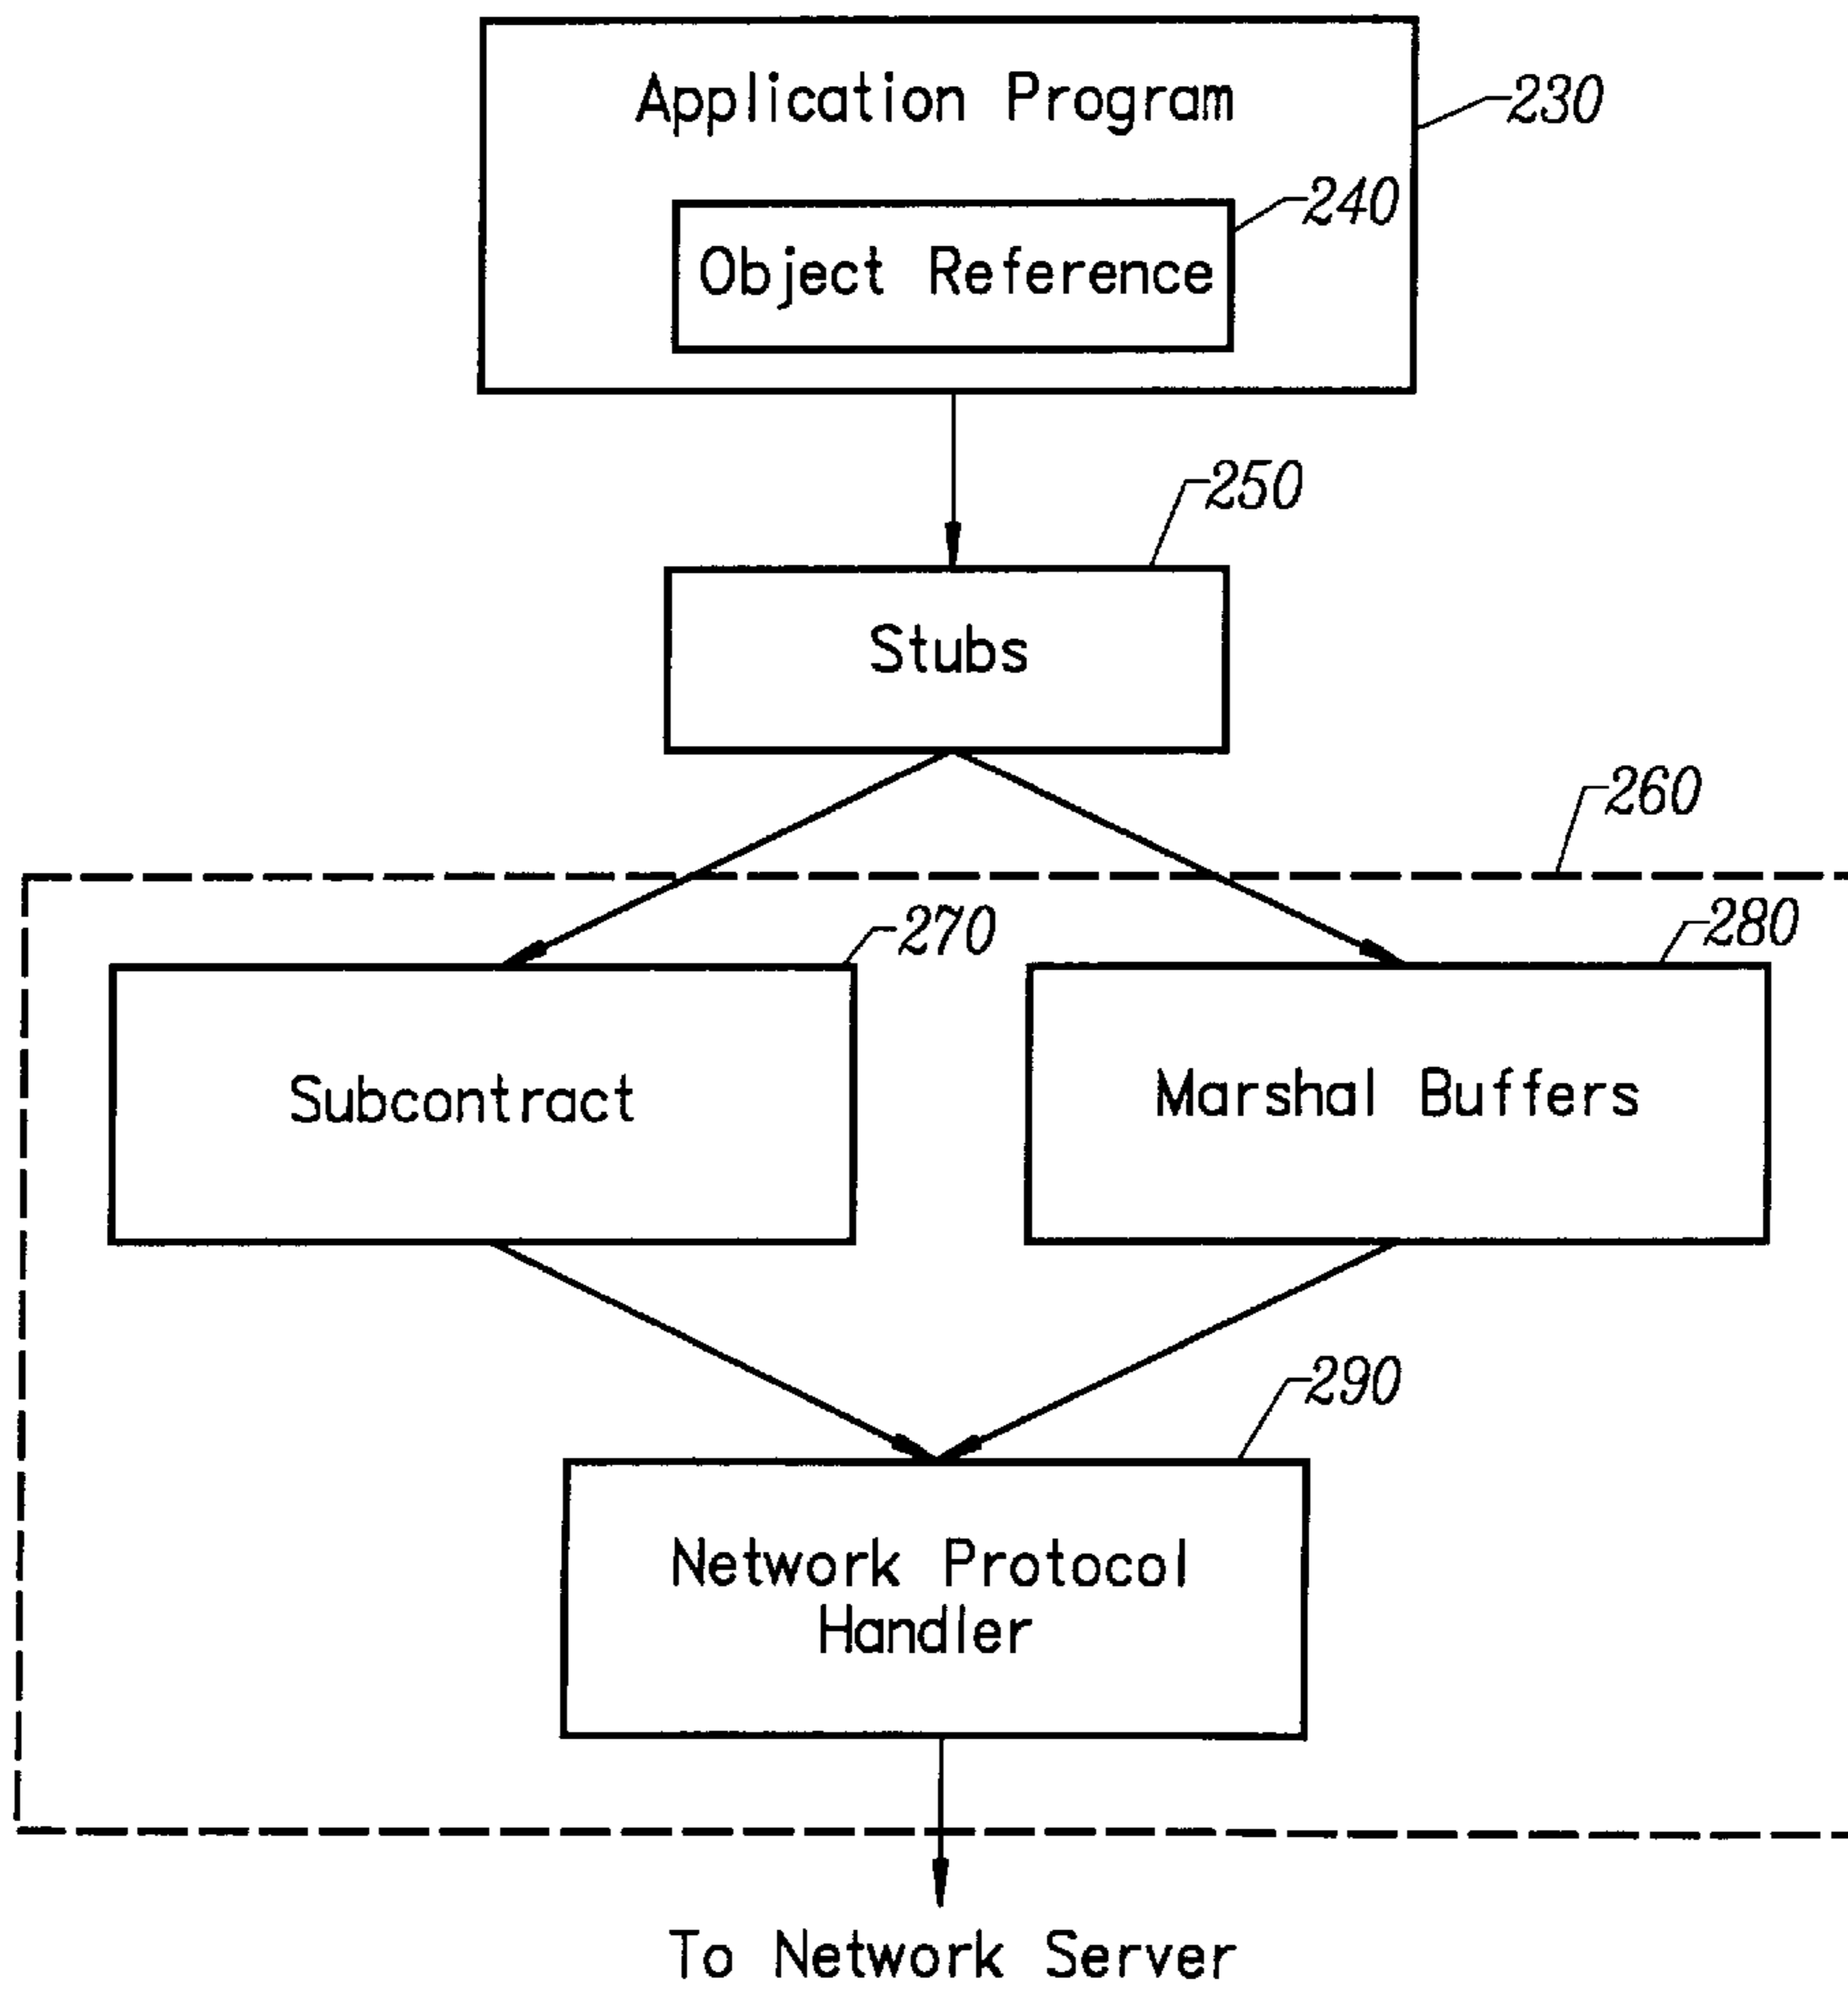 Application Program
230
240
Object Reference
250
Stubs
260
270
280
Subcontract
Marshal Buffers
290
Network Protocol
Handler
To Network Server